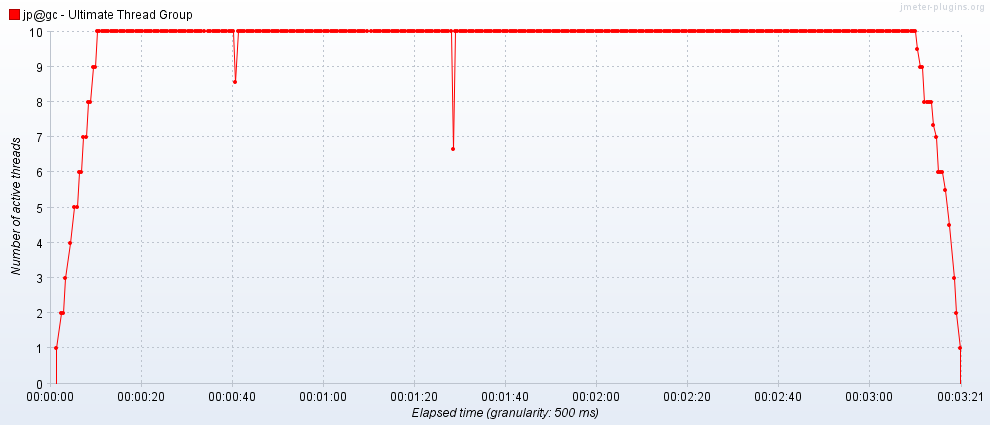 jp@gc - Ultimate Thread Group
jmeter-plugins.org
10
9
8
7
6
5
4
3
2
1
0
Number of active threads
00:00:00 00:00:20 00:00:40 00:01:00 00:01:20 00:01:40 00:02:00 00:02:20 00:02:40 00:03:00 00:03:21
Elapsed time (granularity: 500 ms)